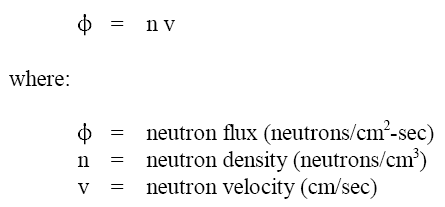 ϕ = n v
where:
ϕ = neutron flux (neutrons/cm²-sec)
n = neutron density (neutrons/cm³)
v = neutron velocity (cm/sec)